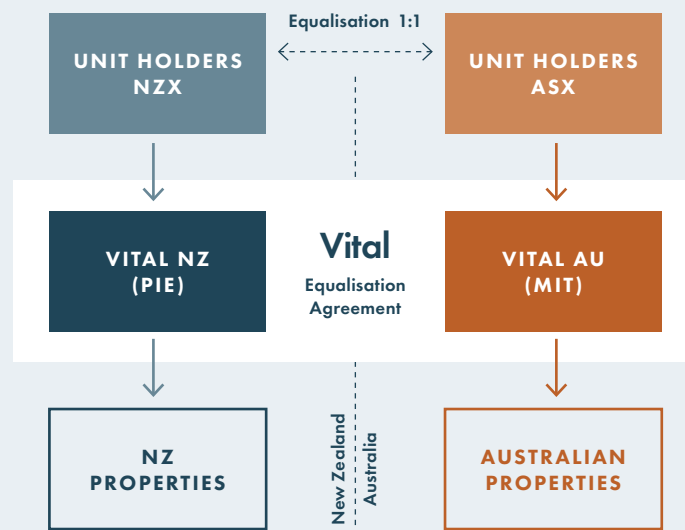 Equalisation 1:1
UNIT HOLDERS
NZX
UNIT HOLDERS
ASX
VITAL NZ
(PIE)
Vital
Equalisation
Agreement
VITAL AU
(MIT)
NZ
PROPERTIES
New Zealand
Australia
AUSTRALIAN
PROPERTIES